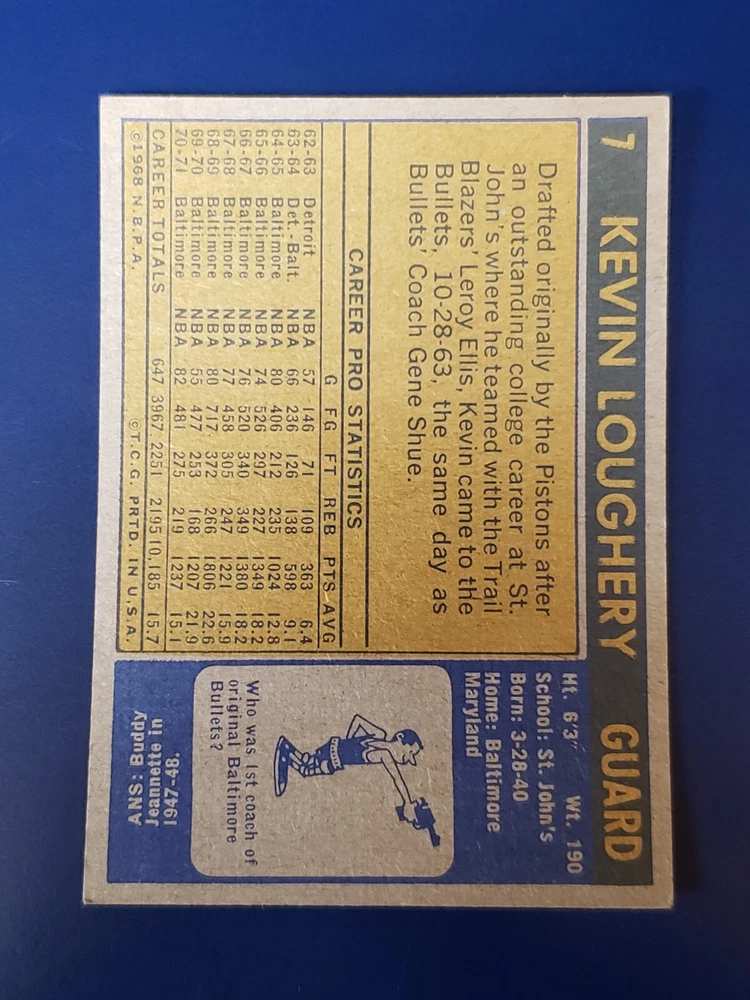 7 KEVIN LOUGHERY GUARD
Drafted originally by the Pistons after
an outstanding college career at St.
John's where he teamed with the Trail
Blazers' Leroy Ellis, Kevin came to the
Bullets, 10-28-63, the same day as
Bullets' Coach Gene Shue.
CAREER PRO STATISTICS
G FG FT REB PTS AVG
62-63 Detroit NBA 57 146 71 109 363 6.4
63-64 Det.-Balt. NBA 66 236 126 138 598 9.1
64-65 Baltimore NBA 80 406 212 235 1024 12.8
65-66 Baltimore NBA 74 526 297 227 1349 18.2
66-67 Baltimore NBA 76 520 340 349 1380 18.2
67-68 Baltimore NBA 77 458 305 247 1221 15.9
68-69 Baltimore NBA 80 717 372 266 1806 22.6
69-70 Baltimore NBA 55 477 253 168 1207 21.9
70-71 Baltimore NBA 82 481 275 219 1237 15.1
CAREER TOTALS 647 3967 2251 2195 10,185 15.7
©1968 N.B.P.A. ©T.C.G. PRTD. IN U.S.A.
Ht. 6'3" Wt. 190
School: St. John's
Born: 3-28-40
Home: Baltimore
Maryland
Who was 1st coach of
original Baltimore
Bullets?
ANS: Buddy
Jeannette in
1947-48.